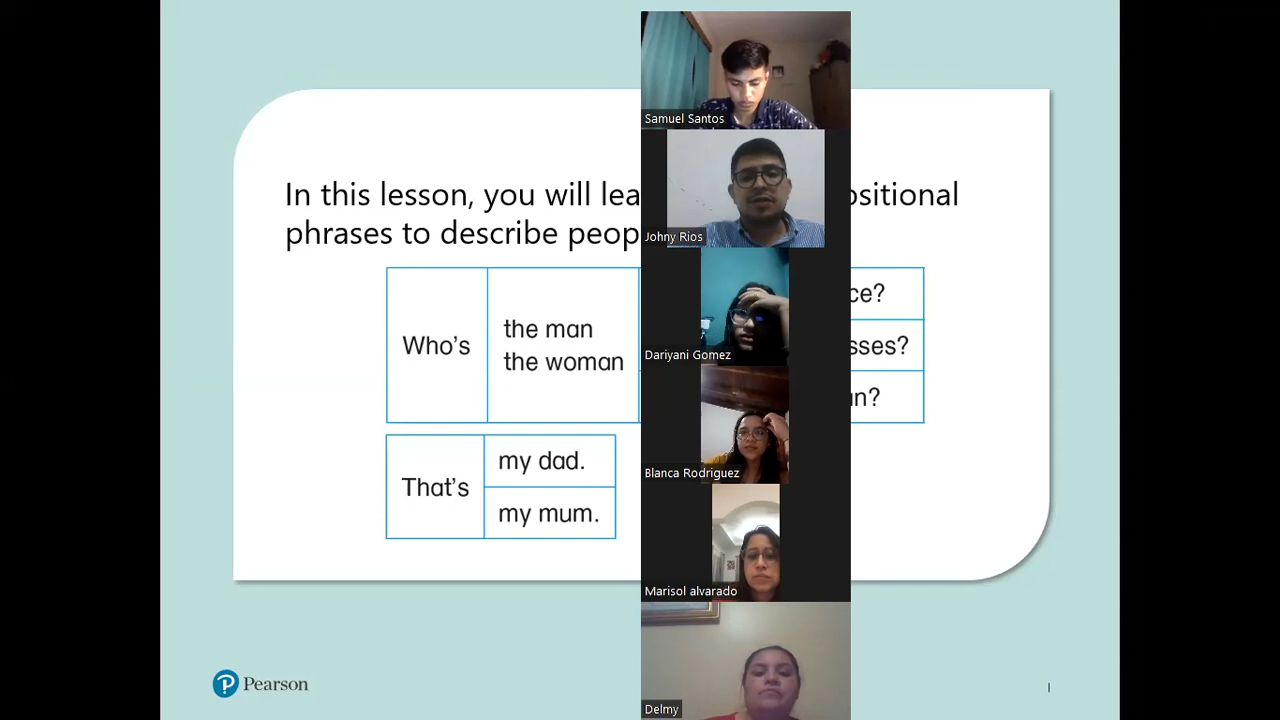 Samuel Santos
In this lesson, you will lea
ositional
phrases to describe peop
Johny Rios
Who's
the man
the woman
ce?
sses?
Dariyani Gomez
n?
That's
my dad.
my mum.
Blanca Rodriguez
Marisol alvarado
Delmy
P Pearson